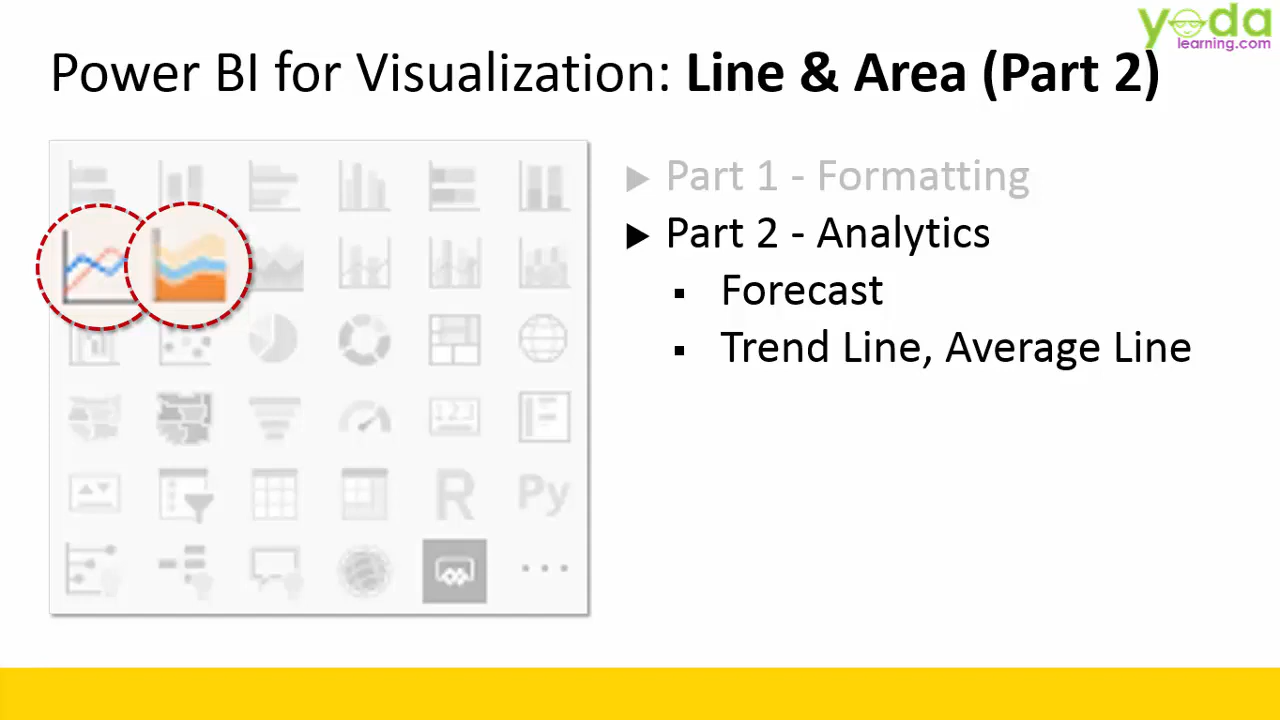 yoda
learning.com
Power BI for Visualization: Line & Area (Part 2)
Part 1 - Formatting
Part 2 - Analytics
Forecast
Trend Line, Average Line
123
R Py